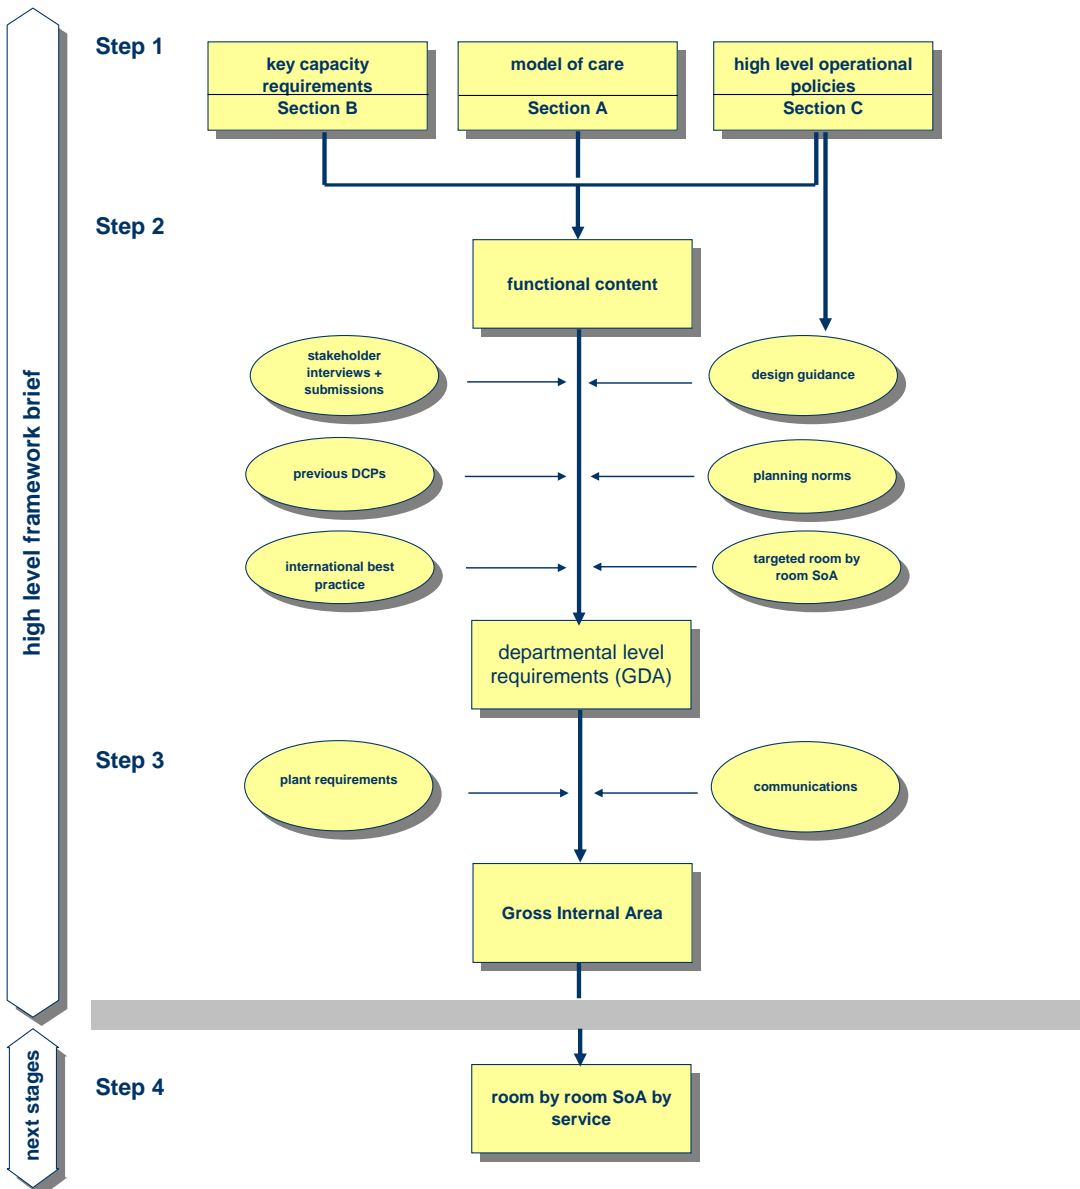 Step 1
key capacity
requirements
Section B
model of care
Section A
high level operational
policies
Section C
Step 2
functional content
stakeholder
interviews +
submissions
design guidance
previous DCPs
planning norms
international best
practice
targeted room by
room SoA
departmental level
requirements (GDA)
high level framework brief
Step 3
plant requirements
communications
Gross Internal Area
next stages
Step 4
room by room SoA by
service